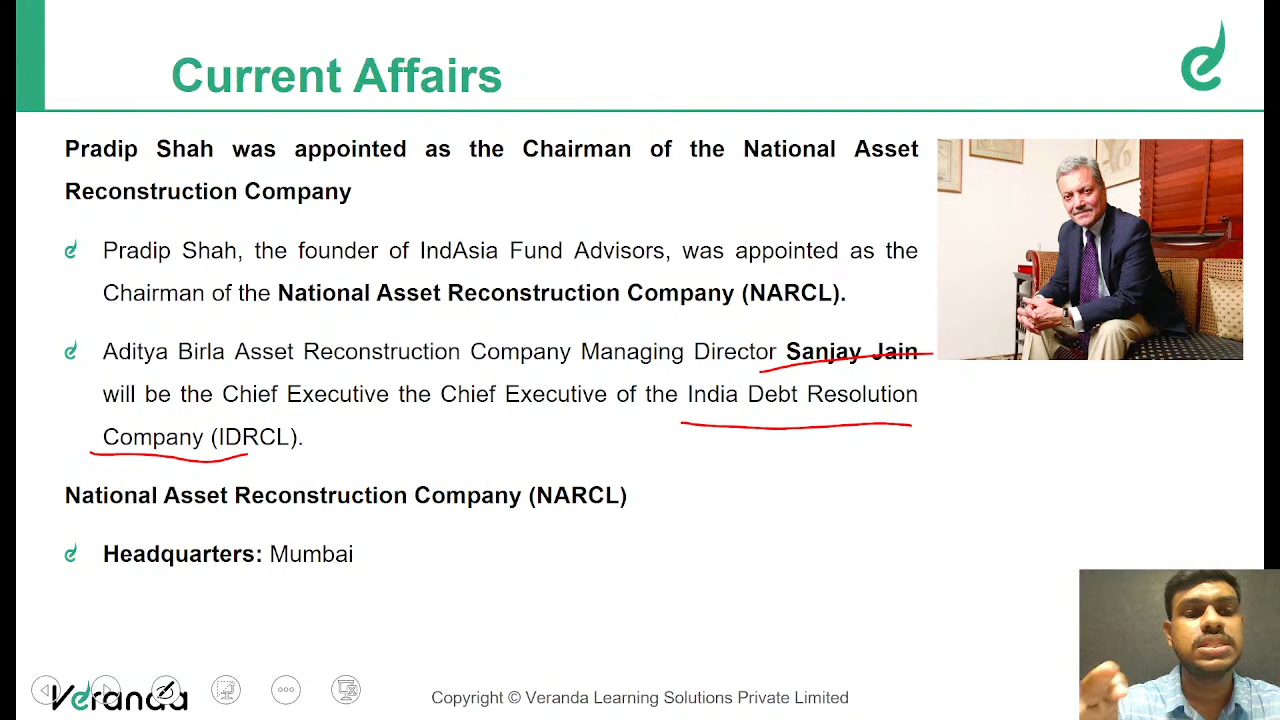 Current Affairs
Pradip Shah was appointed as the Chairman of the National Asset
Reconstruction Company
Pradip Shah, the founder of IndAsia Fund Advisors, was appointed as the
Chairman of the National Asset Reconstruction Company (NARCL).
Aditya Birla Asset Reconstruction Company Managing Director Sanjay Jain
will be the Chief Executive the Chief Executive of the India Debt Resolution
Company (IDRCL).
National Asset Reconstruction Company (NARCL)
Headquarters: Mumbai
Veranda
Copyright © Veranda Learning Solutions Private Limited